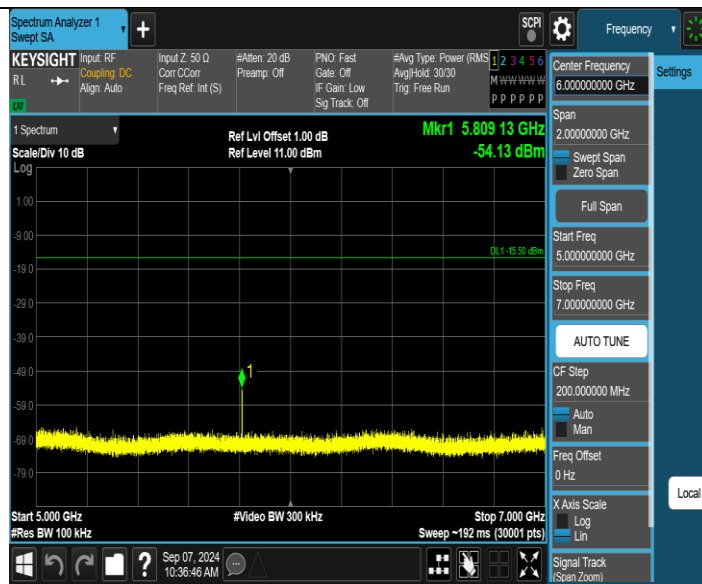 Spectrum Analyzer 1
Swept SA
+
SCPI
Frequency
KEYSIGHT
RL
Input: RF
Coupling: DC
Align: Auto
Input Z: 50 Ω
Corr CCorr
Freq Ref: Int (S)
#Atten: 20 dB
Preamp: Off
PNO: Fast
Gate: Off
IF Gain: Low
Sig Track: Off
#Avg Type: Power (RMS
Avg|Hold: 30/30
Trig: Free Run
1 2 3 4 5 6
M W W W W W
P P P P P P
1 Spectrum
Scale/Div 10 dB
Ref Lvl Offset 1.00 dB
Ref Level 11.00 dBm
Mkr1 5.809 13 GHz
-54.13 dBm
Log
1.00
-9.00
DL1 -15.50 dBm
-19.0
-29.0
-39.0
-49.0
1
-59.0
-69.0
-79.0
Start 5.000 GHz
#Video BW 300 kHz
Stop 7.000 GHz
#Res BW 100 kHz
Sweep ~192 ms (30001 pts)
Center Frequency
6.000000000 GHz
Settings
Span
2.00000000 GHz
Swept Span
Zero Span
Full Span
Start Freq
5.000000000 GHz
Stop Freq
7.000000000 GHz
AUTO TUNE
CF Step
200.000000 MHz
Auto
Man
Freq Offset
0 Hz
X Axis Scale
Log
Lin
Local
Signal Track
(Span Zoom)
?
Sep 07, 2024
10:36:46 AM